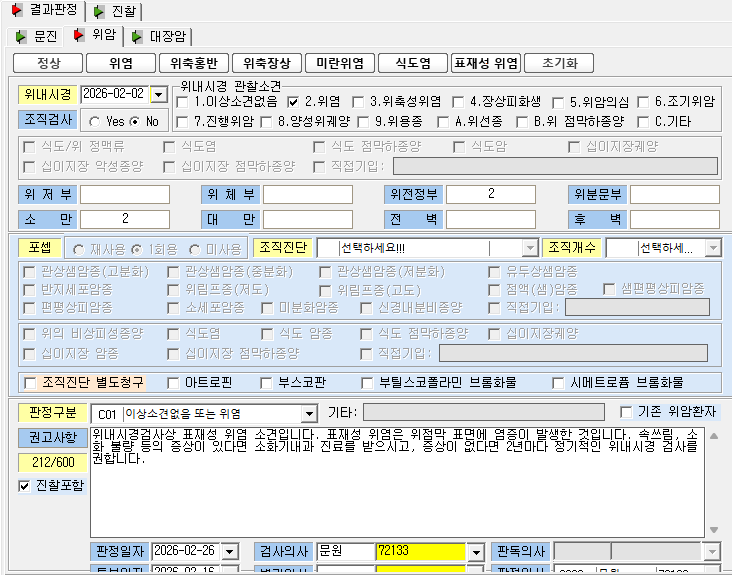 결과판정 진찰
문진 위암 대장암
정상 위염 위축홍반 위축장상 미란위염 식도염 표재성 위염 초기화
위내시경 2026-02-02 위내시경 관찰소견
1.이상소견없음 2.위염 3.위축성위염 4.장상피화생 5.위암의심 6.조기위암
조직검사 Yes No 7.진행위암 8.양성위궤양 9.위용종 A.위선종 B.위 점막하종양 C.기타
식도/위 정맥류 식도염 식도 점막하종양 식도암 십이지장궤양
십이지장 악성종양 십이지장 점막하종양 직접기입:
위 저 부 위 체 부 위전정부 2 위분문부
소 만 2 대 만 전 벽 후 벽
포셉 재사용 1회용 미사용 조직진단 선택하세요!!! 조직개수 선택하세...
관상샘암종(고분화) 관상샘암종(중분화) 관상샘암종(저분화) 유두상샘암종
반지세포암종 위림프종(저도) 위림프종(고도) 점액(샘)암종 샘편평상피암종
편평상피암종 소세포암종 미분화암종 신경내분비종양 직접기입:
위의 비상피성종양 식도염 식도 암종 식도 점막하종양 십이지장궤양
십이지장 암종 십이지장 점막하종양 직접기입:
조직진단 별도청구 아트로핀 부스코판 부틸스코폴라민 브롬화물 시메트로퓸 브롬화물
판정구분 C01 이상소견없음 또는 위염 기타: 기존 위암환자
권고사항 위내시경검사상 표재성 위염 소견입니다. 표재성 위염은 위점막 표면에 염증이 발생한 것입니다. 속쓰림, 소
화 불량 등의 증상이 있다면 소화기내과 진료를 받으시고, 증상이 없다면 2년마다 정기적인 위내시경 검사를
권합니다.
212/600
진찰포함
판정일자 2026-02-26 검사의사 문원 72133 판독의사